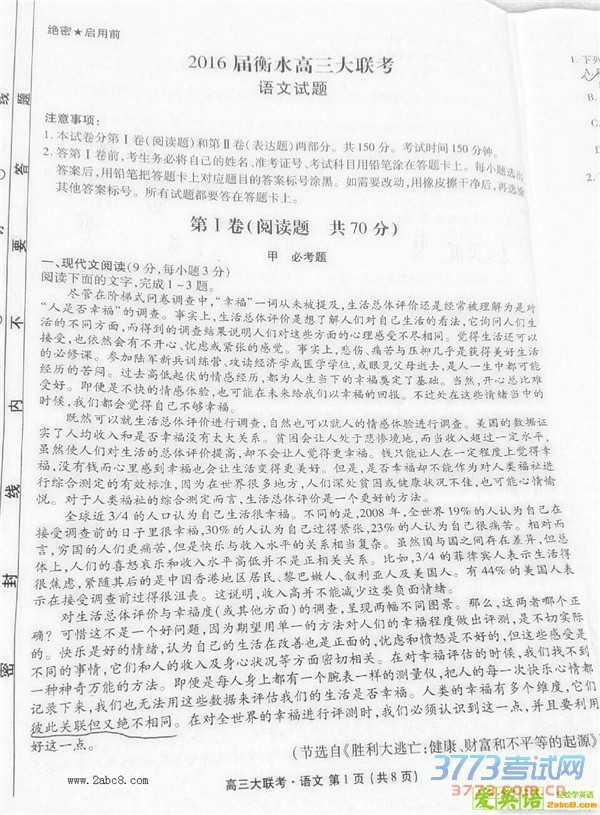 绝密★启用前
2016届衡水高三大联考
语文试题
注意事项:
1.本试卷分第Ⅰ卷(阅读题)和第Ⅱ卷(表达题)两部分。共150分。考试时间150分钟。
2.答第Ⅰ卷前,考生务必将自己的姓名、准考证号、考试科目用铅笔涂在答题卡上。每小题选出
答案后,用铅笔把答题卡上对应题目的答案标号涂黑。如需要改动,用橡皮擦干净后,再选涂
其他答案标号。所有试题都要答在答题卡上。
第Ⅰ卷(阅读题 共70分)
甲 必考题
一、现代文阅读(9分,每小题3分)
阅读下面的文字,完成1~3题。
尽管在阶梯式问卷调查中,“幸福”一词从未被提及,生活总体评价还是经常被理解为是对
“人是否幸福”的调查。事实上,生活总体评价是想了解人们对自己生活的看法,它询问人们生
活的不同方面,而得到的调查结果说明人们对这些方面的心理感受不尽相同。觉得生活还可以
接受,也依然会有不开心、忧虑或紧张的感觉。事实上,悲伤、痛苦与压抑几乎是获得美好生活
的必修课。参加陆军新兵训练营、攻读经济学或医学学位,或眼见父母逝去,是人一生中都可能
经历的苦闷。过去高低起伏的情感经历,都为人生当下的幸福奠定了基础。当然,开心总比难
受好。即便是不快的情感体验,也可能在未来给我们以幸福的回报。不过处在这些情绪当中的
时候,我们都会觉得自己不够幸福。
既然可以就生活总体评价进行调查,自然也可以就人的情感体验进行调查。美国的数据证
实了人均收入和是否幸福没有太大关系。贫困会让人处于悲惨境地,而当收入超过一定水平,
虽然使人们对生活的总体评价提高,却不会让人觉得更幸福。钱只能让人在一定程度上觉得幸
福,没有钱而心里感到幸福也会让生活变得更美好。但是,是否幸福却不能作为对人类福祉进
行综合测定的有效标准,因为在世界很多地方,人们深处贫困或健康状况不佳,也可能心情愉
悦。对于人类福祉的综合测定而言,生活总体评价是一个更好的方法。
全球近3/4的人口认为自己生活很幸福。不同的是,2008年,全世界19%的人认为自己在
接受调查前的日子里很幸福,30%的人认为自己过得紧张,23%的人认为自己很痛苦。相对而
言,穷国的人们更痛苦,但是快乐与收入水平的关系相当复杂。虽然国与国之间存在差异,但总
体上,人们的喜怒哀乐和收入水平高低并不是正相关关系。比如,3/4的菲律宾人表示生活得
很焦虑,紧随其后的是中国香港地区居民、黎巴嫩人、叙利亚人及美国人。有44%的美国人表
示在接受调查前过得很沮丧。这说明,收入高并不能减少这类负面情绪。
对生活总体评价与幸福度(或其他方面)的调查,呈现两幅不同图景。那么,这两者哪个正
确?可惜这不是一个好问题,因为期望用单一的方法对人们的幸福程度做出评测,是不切实际
的。快乐是好的情绪,认为自己的生活在改善也是正面的,忧虑和愤怒是不好的,但这些感受是
不同的事情,它们和人的收入及身心状况等方面密切相关。在对幸福评估的时候,我们找不到
一种神奇万能的方法。即便是每人身上都有一个腕表一样的测量仪,把人的每一次快乐心情都
记录下来,我们也无法用这些数据来评估我们的生活是否幸福。人类的幸福有多个维度,它们
彼此关联但又绝不相同。在对全世界的幸福进行评测时,我们必须认识到这一点,并且要利用
好这一点。
(节选自《胜利大逃亡:健康、财富和不平等的起源》
高三大联考·语文 第1页(共8页)
www.2abc8.com
3773考试网
www.3773.com.cn
爱英语
轻松学英语
2abc8.com
题
答
要
不
内
线
封
密
线
1.下列
B.
C.